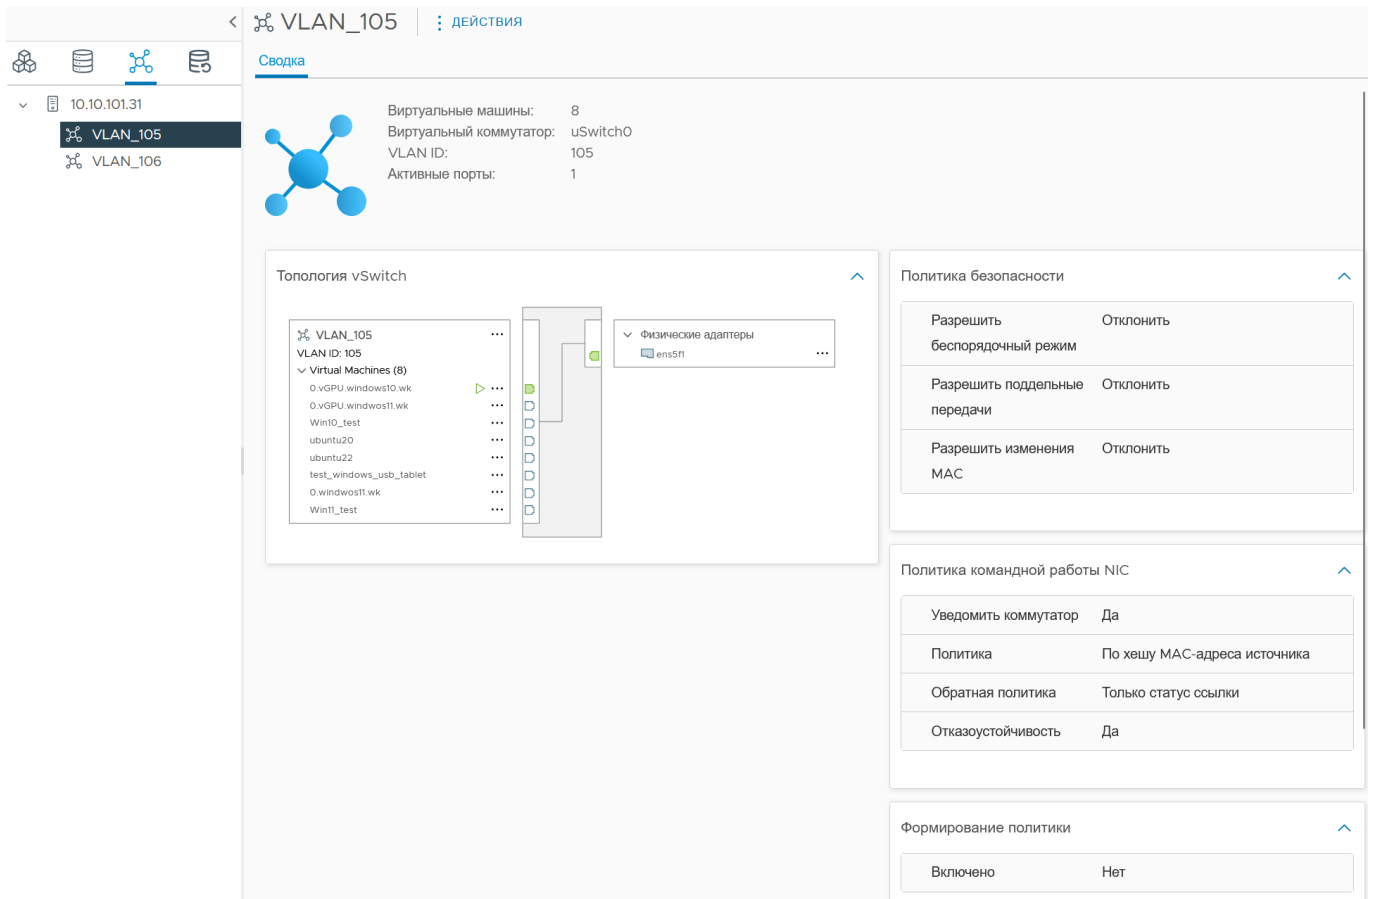 VLAN_105
ДЕЙСТВИЯ
Сводка
10.10.101.31
VLAN_105
VLAN_106
Виртуальные машины: 8
Виртуальный коммутатор: uSwitch0
VLAN ID: 105
Активные порты: 1
Топология vSwitch
VLAN_105
VLAN ID: 105
Virtual Machines (8)
0.vGPU.windows10.wk
0.vGPU.windwos11.wk
Win10_test
ubuntu20
ubuntu22
test_windows_usb_tablet
0.windwos11.wk
Win11_test
Физические адаптеры
ens5f1
Политика безопасности
Разрешить Отклонить
беспорядочный режим
Разрешить поддельные Отклонить
передачи
Разрешить изменения Отклонить
MAC
Политика командной работы NIC
Уведомить коммутатор Да
Политика По хешу MAC-адреса источника
Обратная политика Только статус ссылки
Отказоустойчивость Да
Формирование политики
Включено Нет